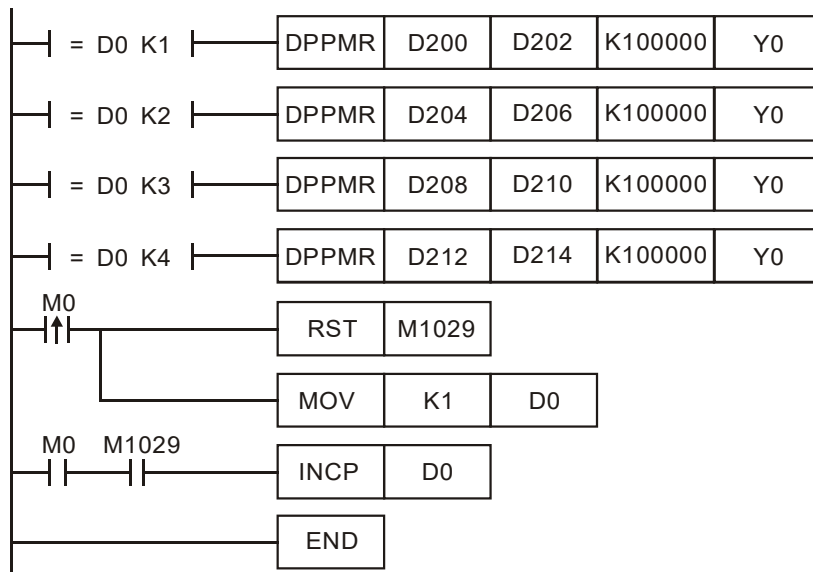 = D0 K1 DPPMR D200 D202 K100000 Y0
= D0 K2 DPPMR D204 D206 K100000 Y0
= D0 K3 DPPMR D208 D210 K100000 Y0
= D0 K4 DPPMR D212 D214 K100000 Y0
M0
RST M1029
MOV K1 D0
M0 M1029
INCP D0
END